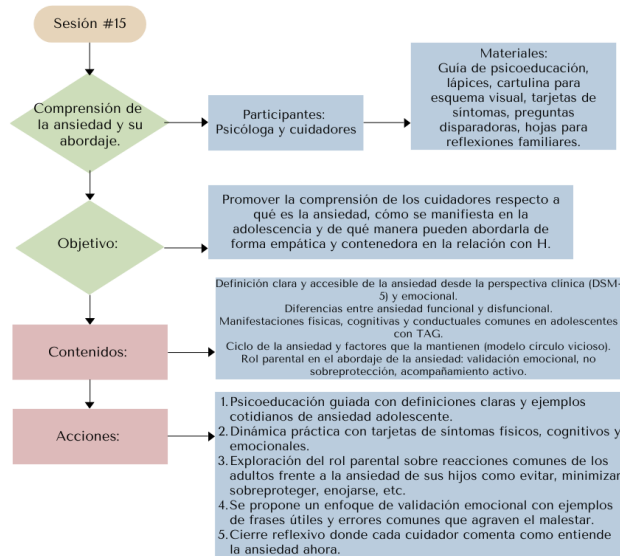 Sesión #15
Comprensión de
la ansiedad y su
abordaje.
Participantes:
Psicóloga y cuidadores
Materiales:
Guía de psicoeducación,
lápices, cartulina para
esquema visual, tarjetas de
síntomas, preguntas
disparadoras, hojas para
reflexiones familiares.
Objetivo:
Promover la comprensión de los cuidadores respecto a
qué es la ansiedad, cómo se manifiesta en la
adolescencia y de qué manera pueden abordarla de
forma empática y contenedora en la relación con H.
Contenidos:
Definición clara y accesible de la ansiedad desde la perspectiva clínica (DSM-
5) y emocional.
Diferencias entre ansiedad funcional y disfuncional.
Manifestaciones físicas, cognitivas y conductuales comunes en adolescentes
con TAG.
Ciclo de la ansiedad y factores que la mantienen (modelo círculo vicioso).
Rol parental en el abordaje de la ansiedad: validación emocional, no
sobreprotección, acompañamiento activo.
Acciones:
1. Psicoeducación guiada con definiciones claras y ejemplos
cotidianos de ansiedad adolescente.
2. Dinámica práctica con tarjetas de síntomas físicos, cognitivos y
emocionales.
3. Exploración del rol parental sobre reacciones comunes de los
adultos frente a la ansiedad de sus hijos como evitar, minimizar,
sobreproteger, enojarse, etc.
4. Se propone un enfoque de validación emocional con ejemplos
de frases útiles y errores comunes que agraven el malestar.
5. Cierre reflexivo donde cada cuidador comenta como entiende
la ansiedad ahora.